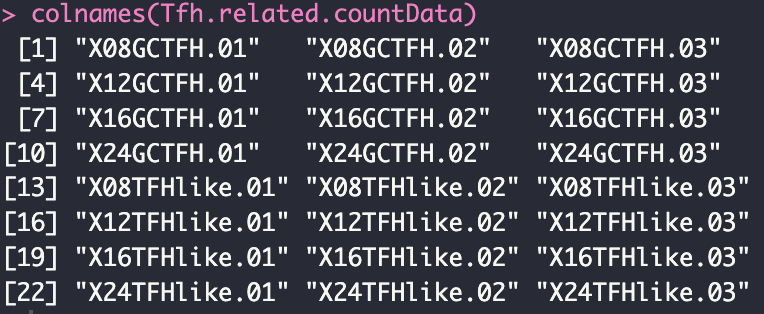 > colnames(Tfh.related.countData)
[1] "X08GCTFH.01" "X08GCTFH.02" "X08GCTFH.03"
[4] "X12GCTFH.01" "X12GCTFH.02" "X12GCTFH.03"
[7] "X16GCTFH.01" "X16GCTFH.02" "X16GCTFH.03"
[10] "X24GCTFH.01" "X24GCTFH.02" "X24GCTFH.03"
[13] "X08TFHlike.01" "X08TFHlike.02" "X08TFHlike.03"
[16] "X12TFHlike.01" "X12TFHlike.02" "X12TFHlike.03"
[19] "X16TFHlike.01" "X16TFHlike.02" "X16TFHlike.03"
[22] "X24TFHlike.01" "X24TFHlike.02" "X24TFHlike.03"